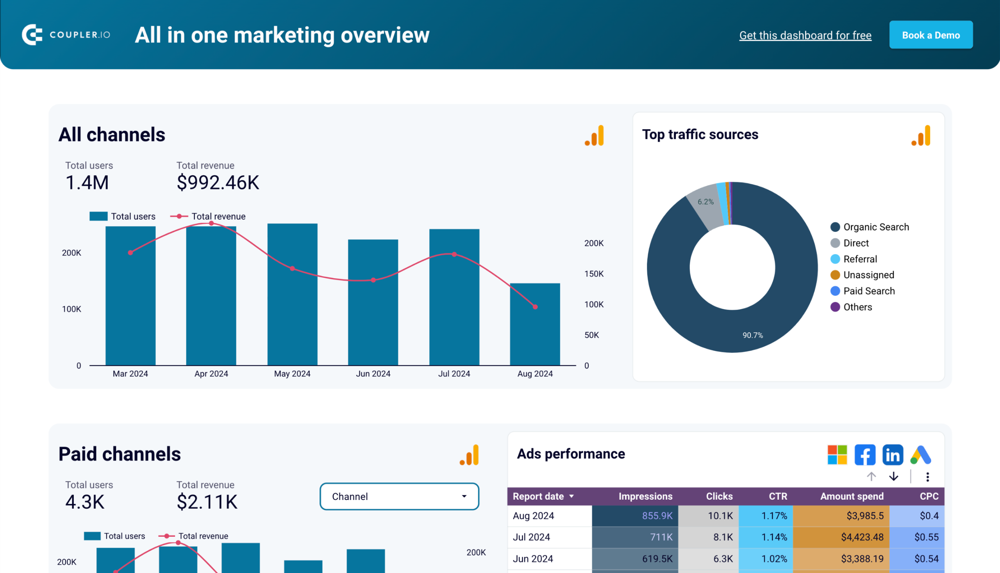 COUPLER.IO
All in one marketing overview
Get this dashboard for free
Book a Demo
All channels
Total users
Total revenue
1.4M
$992.46K
Total users
Total revenue
200K
100K
0
200K
150K
100K
50K
0
Mar 2024
Apr 2024
May 2024
Jun 2024
Jul 2024
Aug 2024
Top traffic sources
6.2%
90.7%
Organic Search
Direct
Referral
Unassigned
Paid Search
Others
Paid channels
Total users
Total revenue
4.3K
$2.11K
Channel
Total users
Total revenue
200K
200K
Ads performance
in
Report date Impressions Clicks CTR Amount spend CPC
Aug 2024 855.9K 10.1K 1.17% $3,985.5 $0.4
Jul 2024 711K 8.1K 1.14% $4,423.48 $0.55
Jun 2024 619.5K 6.3K 1.02% $3,388.19 $0.54